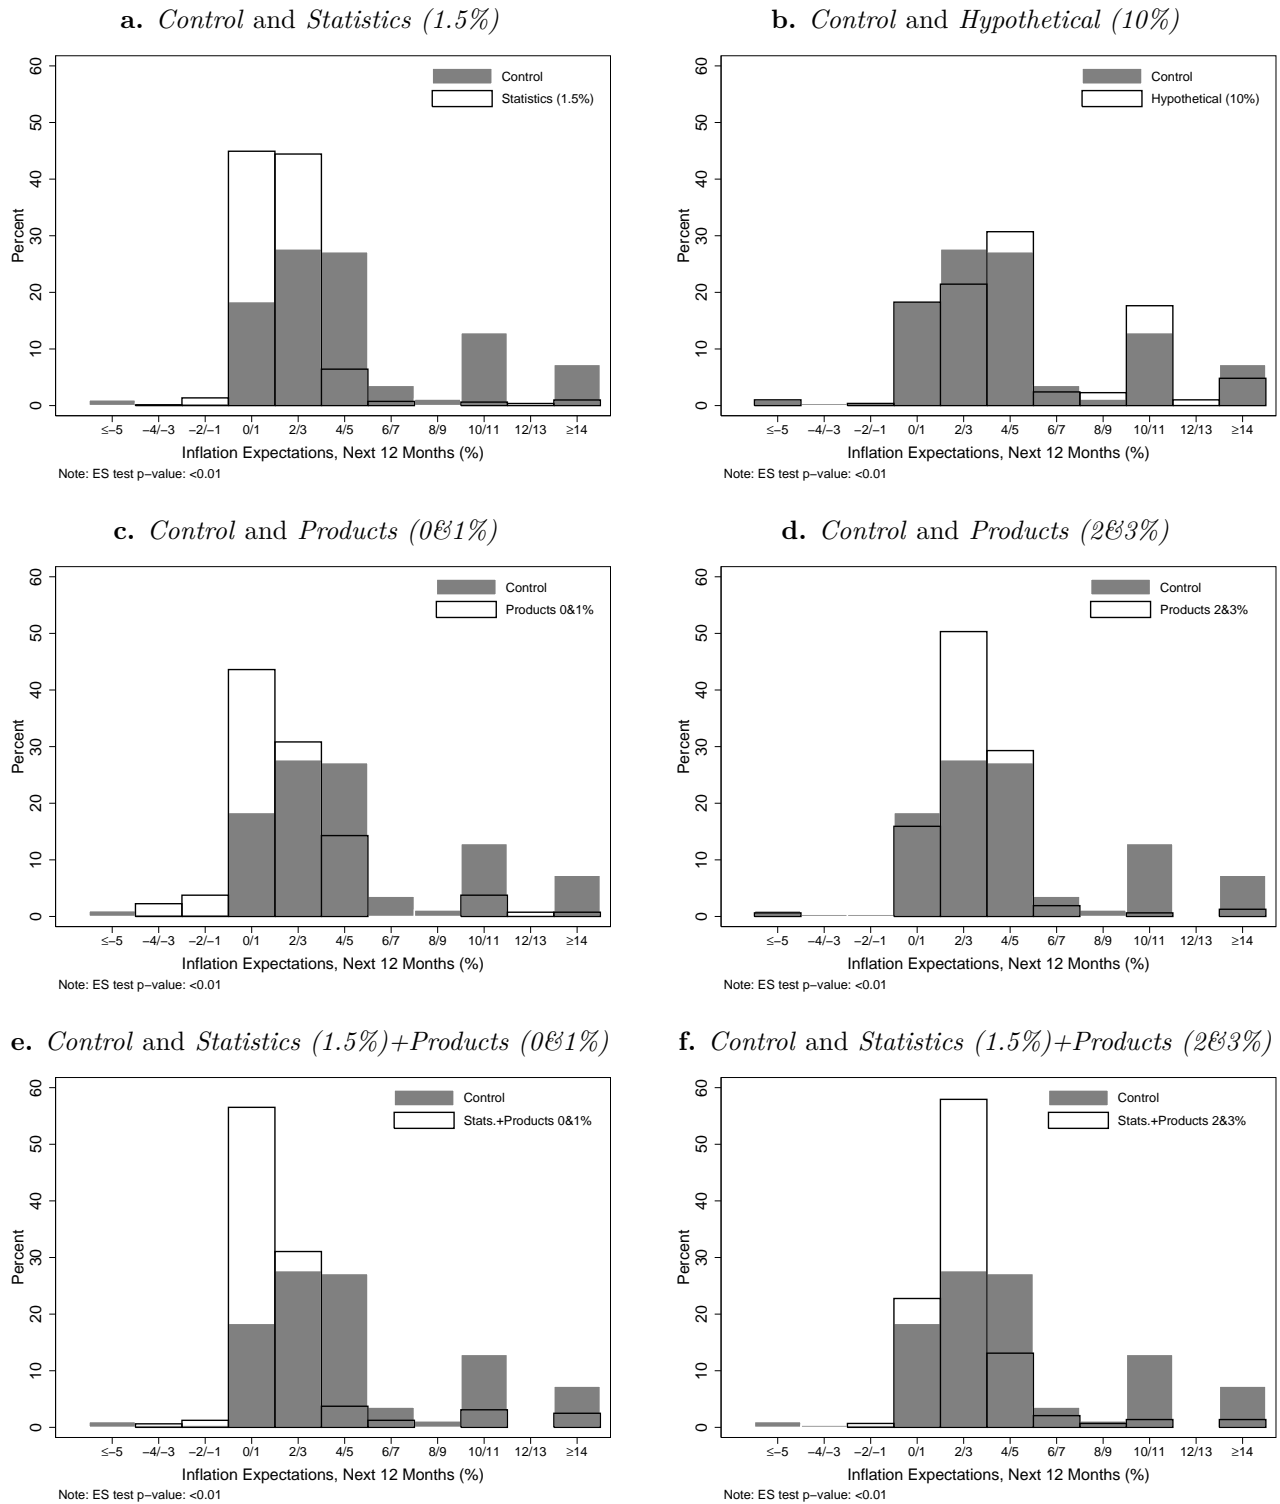 a. Control and Statistics (1.5%)
60
50
40
30
20
10
0
Percent
Control
Statistics (1.5%)
≤−5 −4/−3 −2/−1 0/1 2/3 4/5 6/7 8/9 10/11 12/13 ≥14
Inflation Expectations, Next 12 Months (%)
Note: ES test p−value: <0.01
b. Control and Hypothetical (10%)
60
50
40
30
20
10
0
Percent
Control
Hypothetical (10%)
≤−5 −4/−3 −2/−1 0/1 2/3 4/5 6/7 8/9 10/11 12/13 ≥14
Inflation Expectations, Next 12 Months (%)
Note: ES test p−value: <0.01
c. Control and Products (0&1%)
60
50
40
30
20
10
0
Percent
Control
Products 0&1%
≤−5 −4/−3 −2/−1 0/1 2/3 4/5 6/7 8/9 10/11 12/13 ≥14
Inflation Expectations, Next 12 Months (%)
Note: ES test p−value: <0.01
d. Control and Products (2&3%)
60
50
40
30
20
10
0
Percent
Control
Products 2&3%
≤−5 −4/−3 −2/−1 0/1 2/3 4/5 6/7 8/9 10/11 12/13 ≥14
Inflation Expectations, Next 12 Months (%)
Note: ES test p−value: <0.01
e. Control and Statistics (1.5%)+Products (0&1%)
60
50
40
30
20
10
0
Percent
Control
Stats.+Products 0&1%
≤−5 −4/−3 −2/−1 0/1 2/3 4/5 6/7 8/9 10/11 12/13 ≥14
Inflation Expectations, Next 12 Months (%)
Note: ES test p−value: <0.01
f. Control and Statistics (1.5%)+Products (2&3%)
60
50
40
30
20
10
0
Percent
Control
Stats.+Products 2&3%
≤−5 −4/−3 −2/−1 0/1 2/3 4/5 6/7 8/9 10/11 12/13 ≥14
Inflation Expectations, Next 12 Months (%)
Note: ES test p−value: <0.01